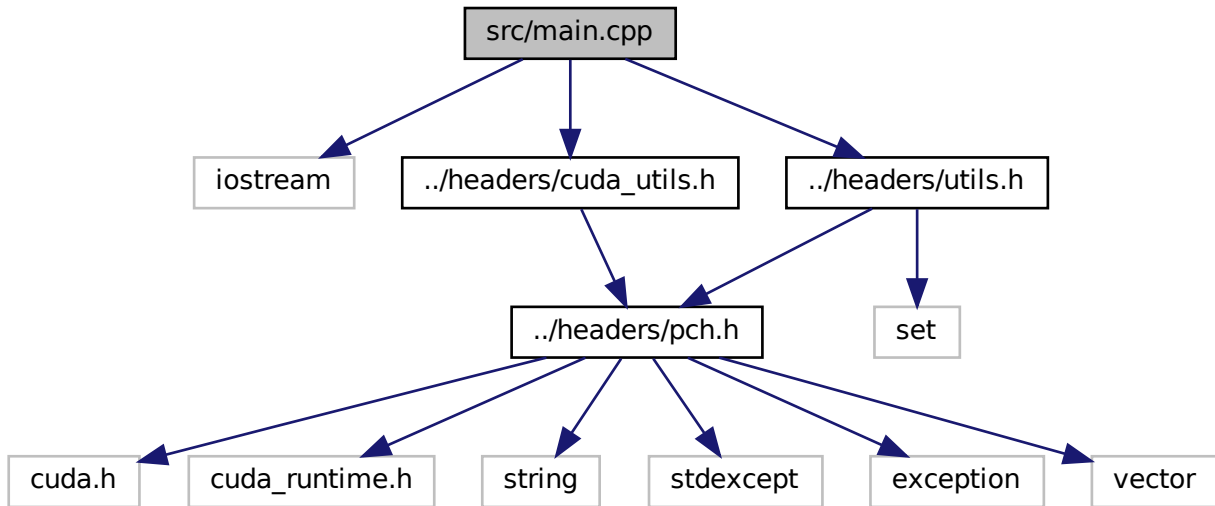 src/main.cpp
iostream
../headers/cuda_utils.h
../headers/utils.h
../headers/pch.h
set
cuda.h
cuda_runtime.h
string
stdexcept
exception
vector